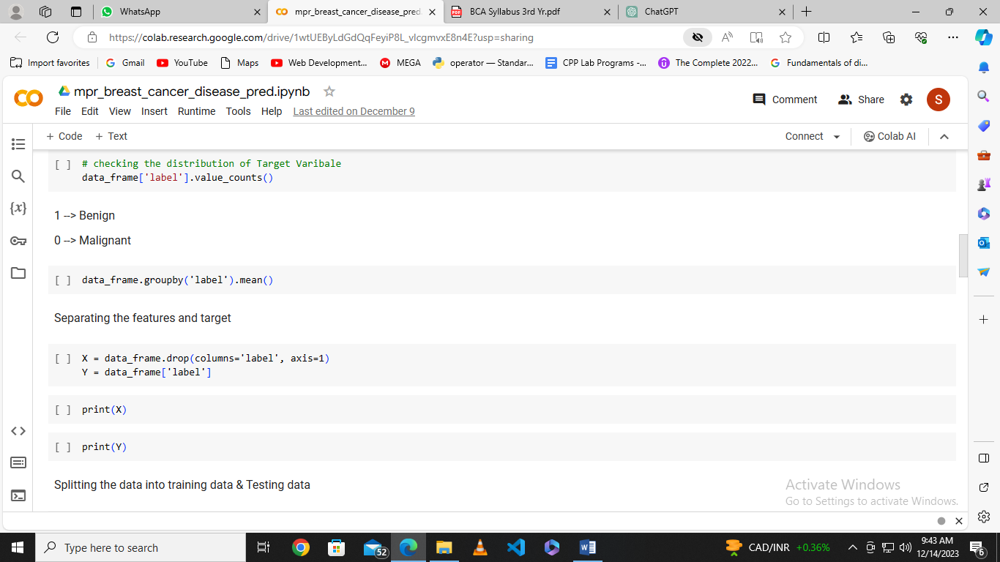 WhatsApp
mpr_breast_cancer_disease_pred.
BCA Syllabus 3rd Yr.pdf
ChatGPT
https://colab.research.google.com/drive/1wtUEByLdGdQqFeyiP8L_vlcgmvxE8n4E?usp=sharing
Import favorites
Gmail
YouTube
Maps
Web Development...
MEGA
operator — Standar...
CPP Lab Programs -...
The Complete 2022...
Fundamentals of di...
mpr_breast_cancer_disease_pred.ipynb
Comment
Share
S
File Edit View Insert Runtime Tools Help Last edited on December 9
+ Code + Text
Connect
Colab AI
[ ] # checking the distribution of Target Varibale
data_frame['label'].value_counts()
1 --> Benign
0 --> Malignant
[ ] data_frame.groupby('label').mean()
Separating the features and target
[ ] X = data_frame.drop(columns='label', axis=1)
Y = data_frame['label']
[ ] print(X)
[ ] print(Y)
Splitting the data into training data & Testing data
Activate Windows
Go to Settings to activate Windows.
Type here to search
52
CAD/INR +0.36%
9:43 AM
12/14/2023
6